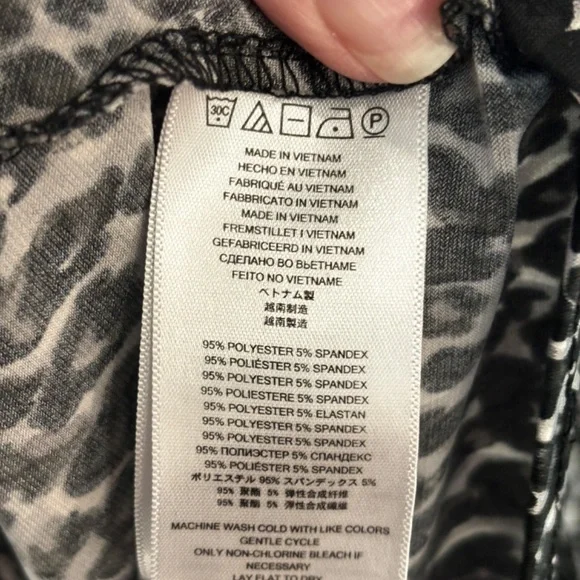 30C P
MADE IN VIETNAM
HECHO EN VIETNAM
FABRIQUÉ AU VIETNAM
FABBRICATO IN VIETNAM
MADE IN VIETNAM
FREMSTILLET I VIETNAM
GEFABRICEERD IN VIETNAM
СДЕЛАНО ВО ВЬЕТНАМЕ
FEITO NO VIETNAME
ベトナム製
越南制造
越南製造
95% POLYESTER 5% SPANDEX
95% POLIÉSTER 5% SPANDEX
95% POLYESTER 5% SPANDEX
95% POLIESTERE 5% SPANDEX
95% POLYESTER 5% ELASTAN
95% POLYESTER 5% SPANDEX
95% POLYESTER 5% SPANDEX
95% ПОЛИЭСТЕР 5% СПАНДЕКС
95% POLIÉSTER 5% SPANDEX
ポリエステル 95% スパンデックス 5%
95% 聚酯 5% 弹性合成纤维
95% 聚酯 5% 彈性合成纖維
MACHINE WASH COLD WITH LIKE COLORS
GENTLE CYCLE
ONLY NON-CHLORINE BLEACH IF
NECESSARY
LAY FLAT TO DRY